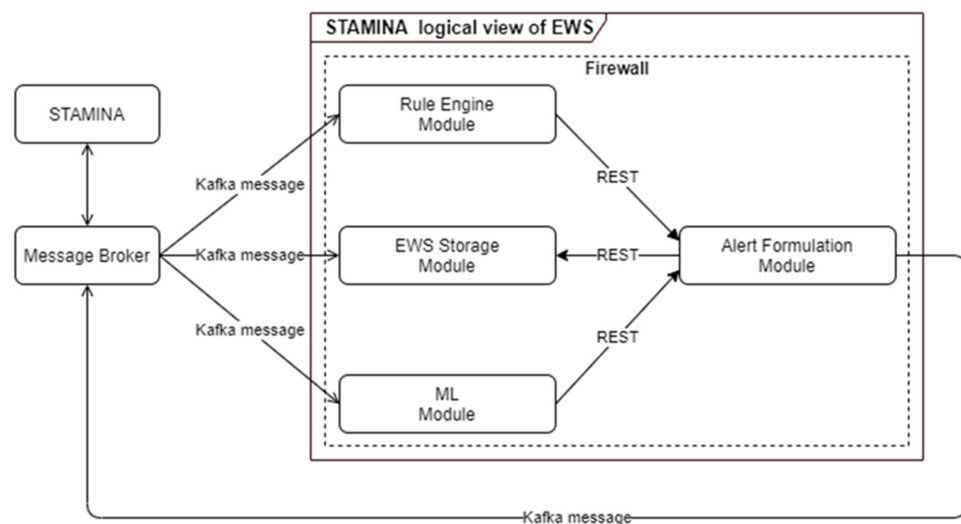 STAMINA logical view of EWS
Firewall
Rule Engine
Module
STAMINA
Kafka message
REST
Message Broker
Kafka message
EWS Storage
Module
REST
Alert Formulation
Module
Kafka message
REST
ML
Module
Kafka message